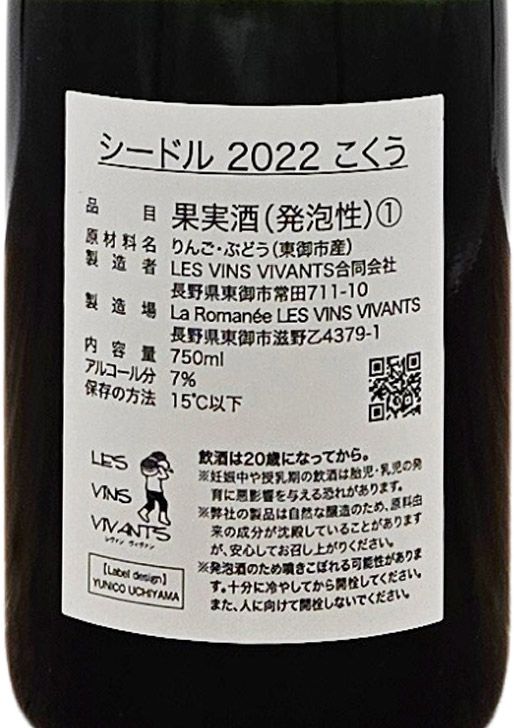 シードル 2022 こくう
品目 果実酒(発泡性)①
原材料名 りんご・ぶどう(東御市産)
製造者 LES VINS VIVANTS合同会社
長野県東御市常田711-10
製造場 La Romanée LES VINS VIVANTS
長野県東御市滋野乙4379-1
内容量 750ml
アルコール分 7%
保存の方法 15℃以下
LES
VINS
VIVANTS
レヴァン ヴィヴァン
【Label design】
YUNICO UCHIYAMA
飲酒は20歳になってから。
※妊娠中や授乳期の飲酒は胎児・乳児の発
育に悪影響を与える恐れがあります。
※弊社の製品は自然な醸造のため、原料由
来の成分が沈殿していることがあります
が、安心してお召し上がりください。
※発泡酒のため噴きこぼれる可能性がありま
す。十分に冷やしてから開栓してください。
また、人に向けて開栓しないでください。